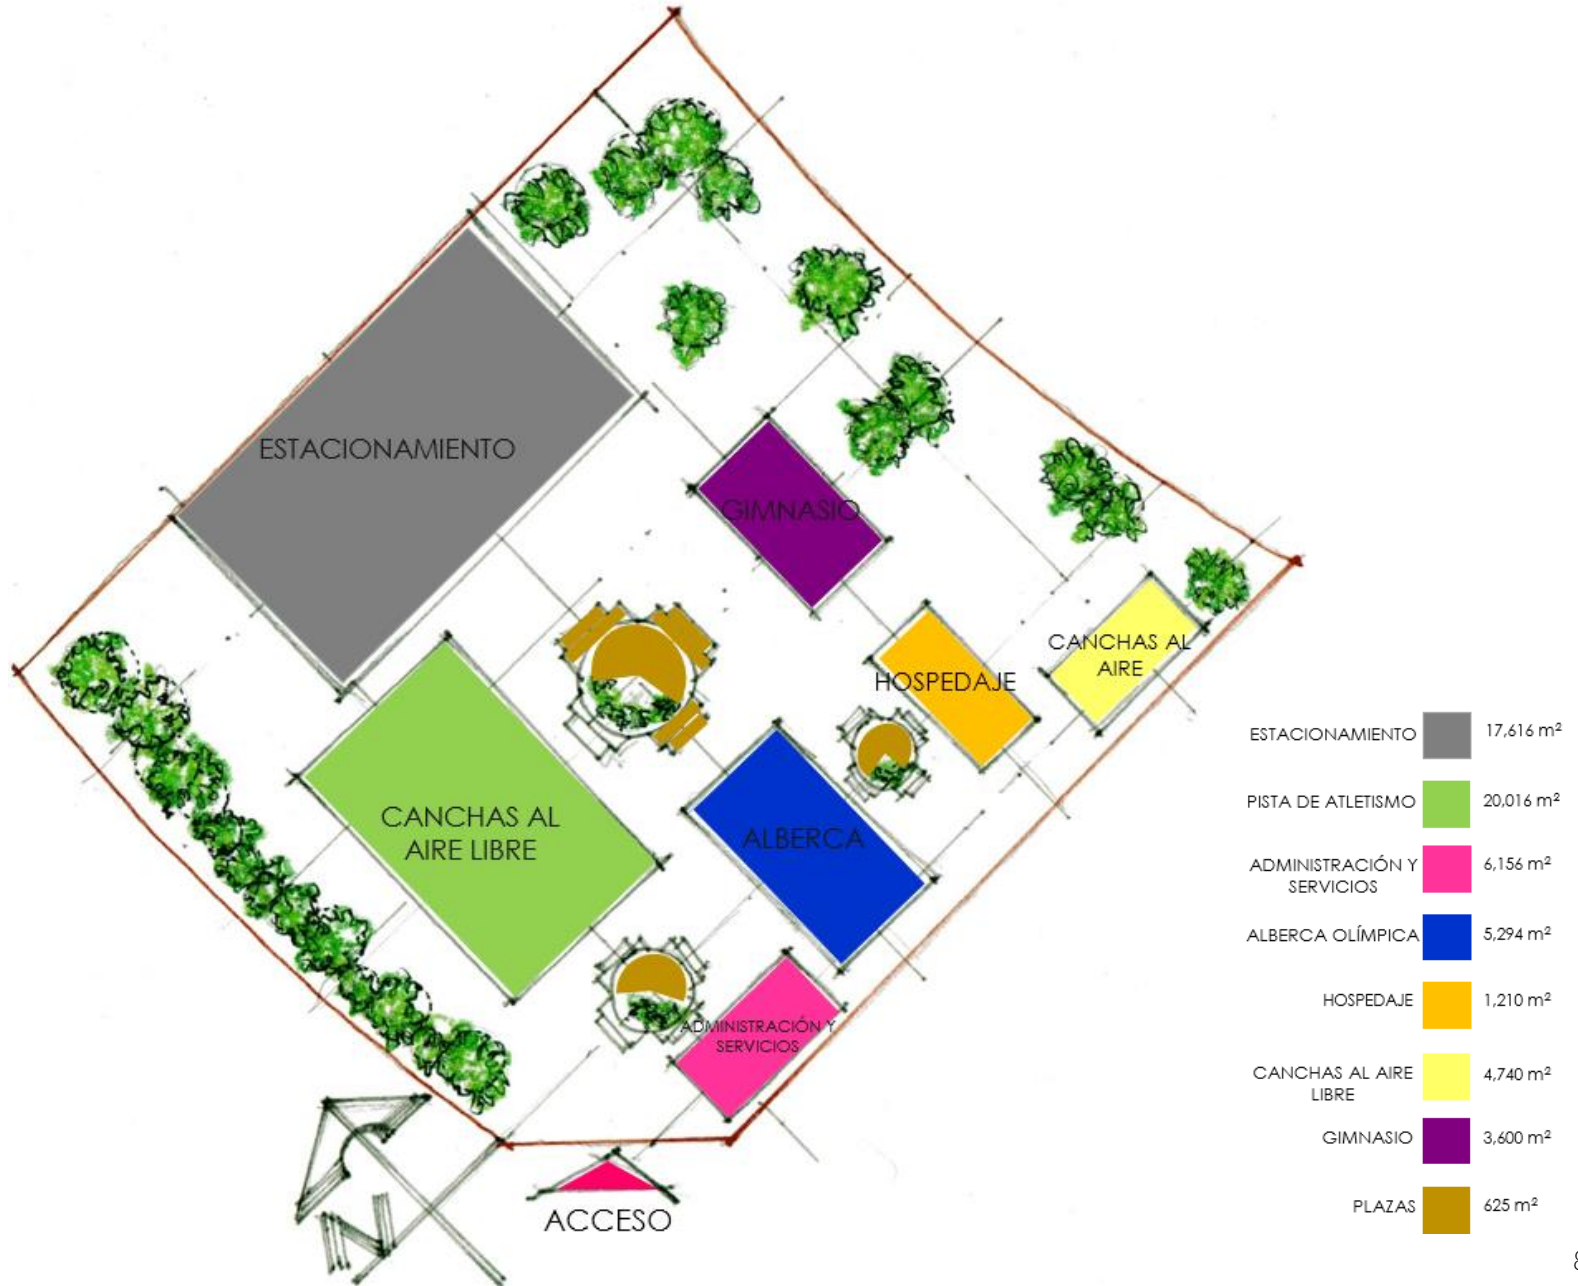 ESTACIONAMIENTO
GIMNASIO
CANCHAS AL
AIRE
HOSPEDAJE
CANCHAS AL
AIRE LIBRE
ALBERCA
ADMINISTRACIÓN Y
SERVICIOS
ACCESO
N
ESTACIONAMIENTO 17,616 m²
PISTA DE ATLETISMO 20,016 m²
ADMINISTRACIÓN Y
SERVICIOS
6,156 m²
ALBERCA OLÍMPICA 5,294 m²
HOSPEDAJE 1,210 m²
CANCHAS AL AIRE
LIBRE
4,740 m²
GIMNASIO 3,600 m²
PLAZAS 625 m²